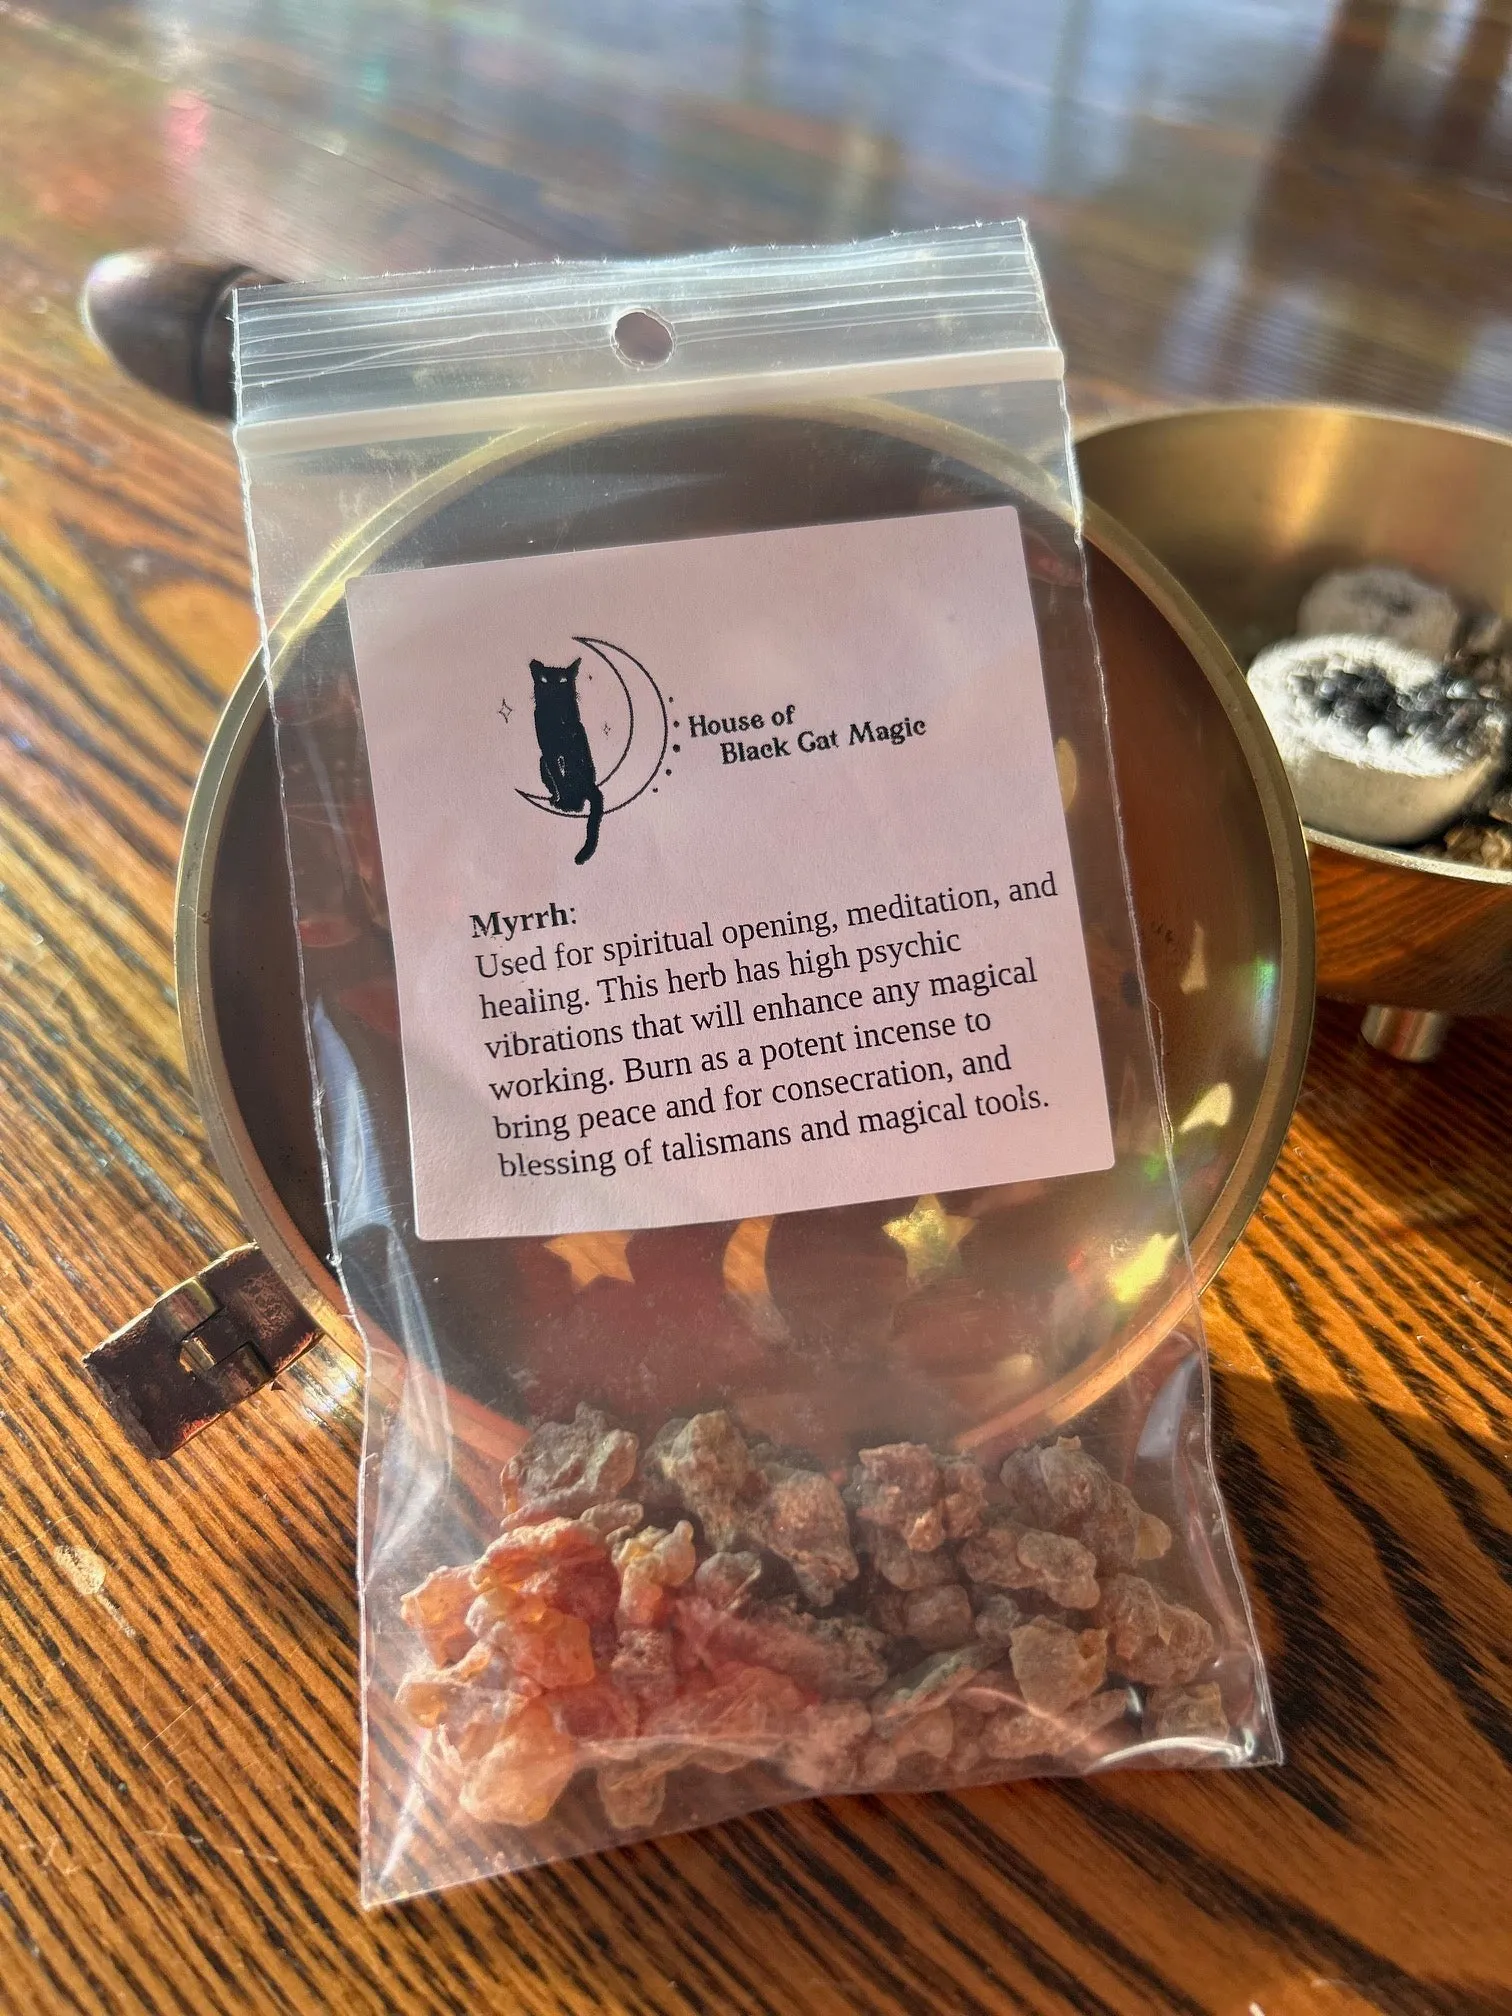 House of
Black Cat Magic
Myrrh:
Used for spiritual opening, meditation, and
healing. This herb has high psychic
vibrations that will enhance any magical
working. Burn as a potent incense to
bring peace and for consecration, and
blessing of talismans and magical tools.